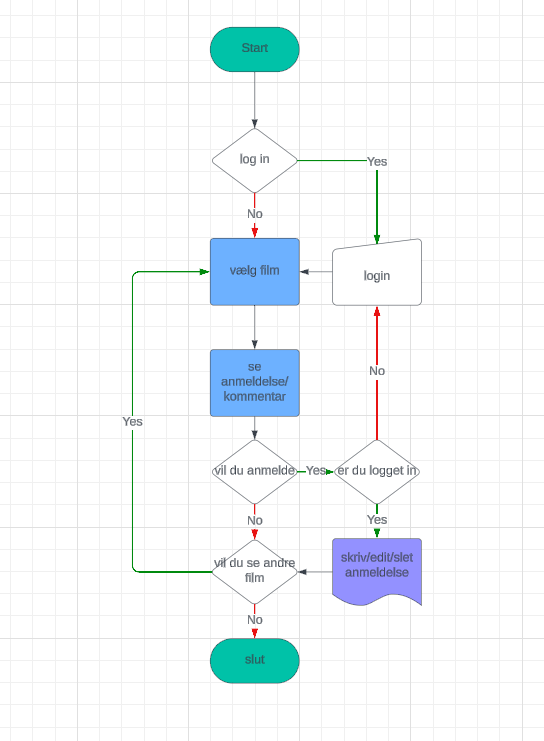 Start
log in
Yes
No
vælg film
login
se
anmeldelse/
kommentar
No
Yes
vil du anmelde
Yes
er du logget in
No
Yes
vil du se andre
film
skriv/edit/slet
anmeldelse
No
slut